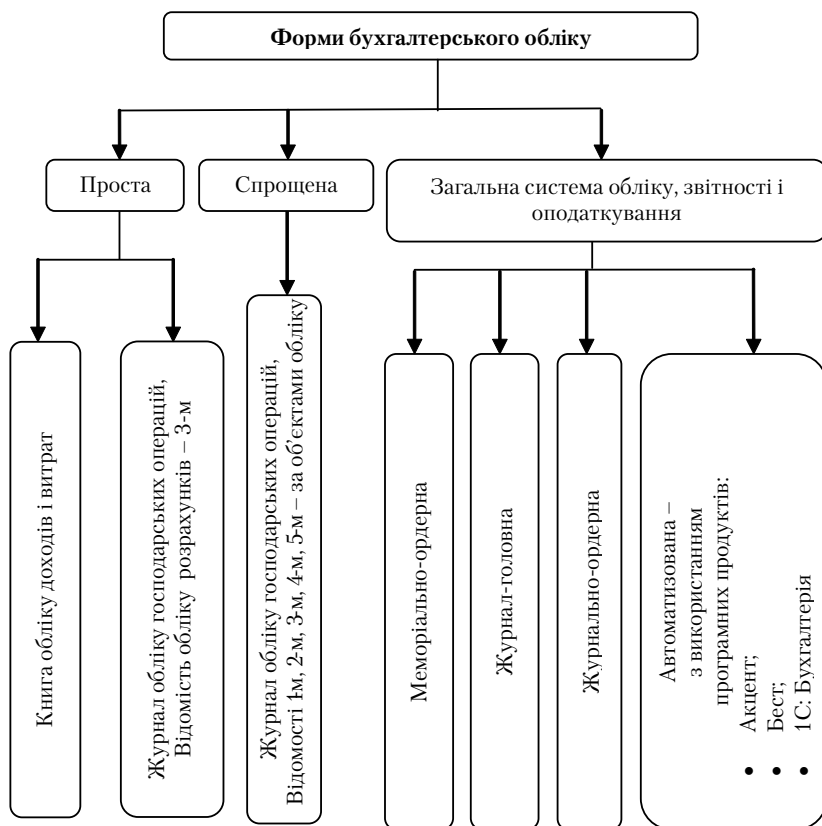 Форми бухгалтерського обліку
Проста
Спрощена
Загальна система обліку, звітності і
оподаткування
Книга обліку доходів і витрат
Журнал обліку господарських операцій,
Відомість обліку розрахунків – 3-м
Журнал обліку господарських операцій,
Відомості 1-м, 2-м, 3-м, 4-м, 5-м – за об'єктами обліку
Меморіально-ордерна
Журнал-головна
Журнально-ордерна
Автоматизована –
з використанням
програмних продуктів:
• Акцент;
• Бест;
• 1С: Бухгалтерія